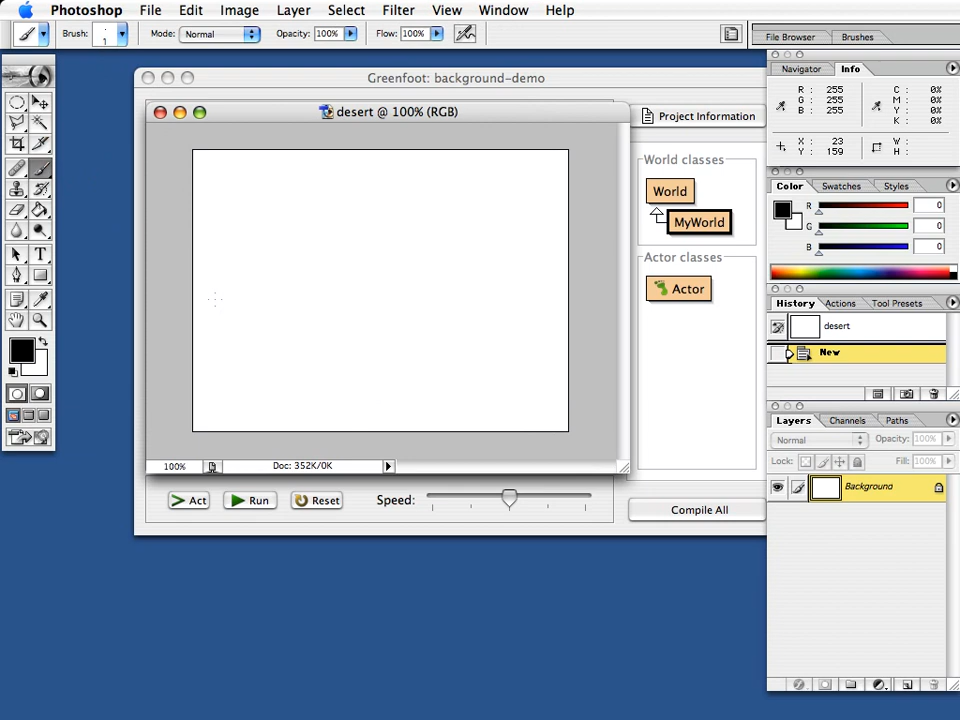 Photoshop File Edit Image Layer Select Filter View Window Help
Brush: 1 Mode: Normal Opacity: 100% Flow: 100%
File Browser Brushes
Greenfoot: background-demo
desert @ 100% (RGB)
Project Information
World classes
World
MyWorld
Actor classes
Actor
100% Doc: 352K/0K
Act Run Reset Speed:
Compile All
Navigator Info
R : 255 C : 0%
G : 255 M : 0%
B : 255 Y : 0%
K : 0%
X : 23 W :
Y : 159 H :
Color Swatches Styles
R 0
G 0
B 0
History Actions Tool Presets
desert
New
Layers Channels Paths
Normal Opacity: 100%
Lock: Fill: 100%
Background
T